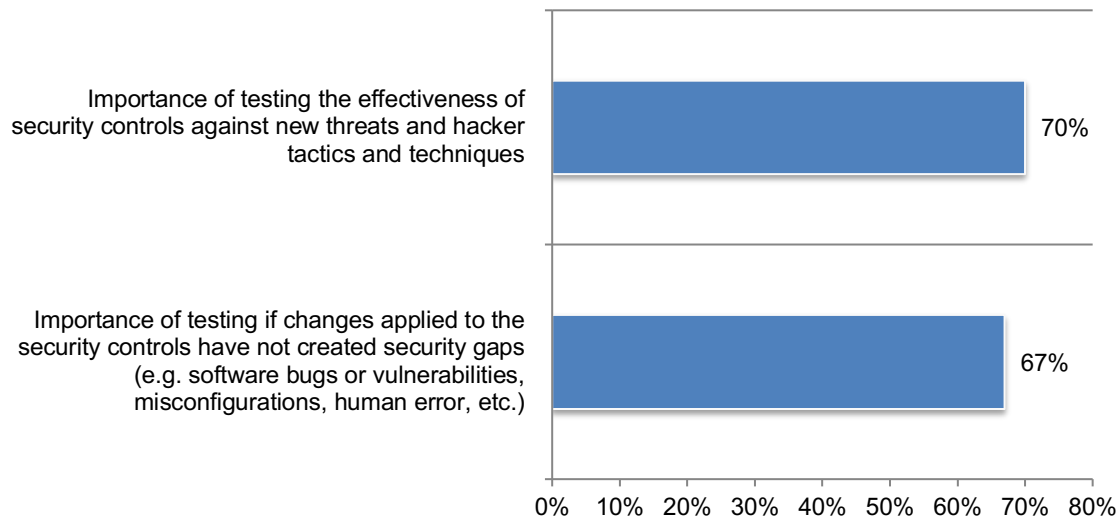 Importance of testing the effectiveness of
security controls against new threats and hacker
tactics and techniques
70%
Importance of testing if changes applied to the
security controls have not created security gaps
(e.g. software bugs or vulnerabilities,
misconfigurations, human error, etc.)
67%
0% 10% 20% 30% 40% 50% 60% 70% 80%